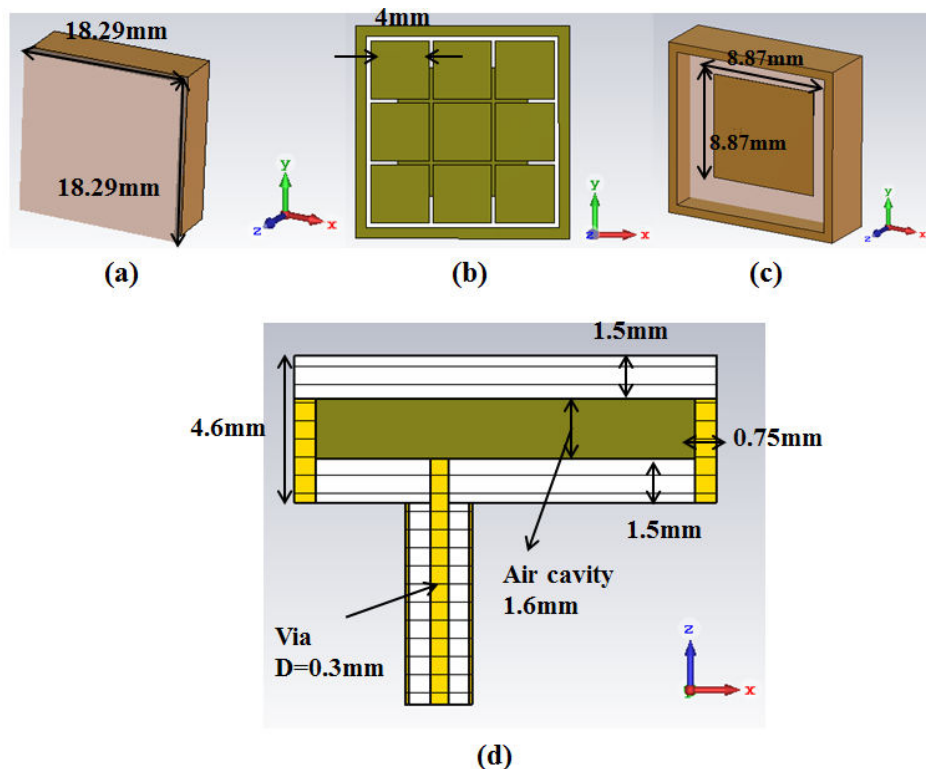 18.29mm
18.29mm
y
x
z
(a)
4mm
y
z
x
(b)
8.87mm
8.87mm
y
x
z
(c)
1.5mm
4.6mm
0.75mm
1.5mm
Air cavity
1.6mm
Via
D=0.3mm
z
y
x
(d)